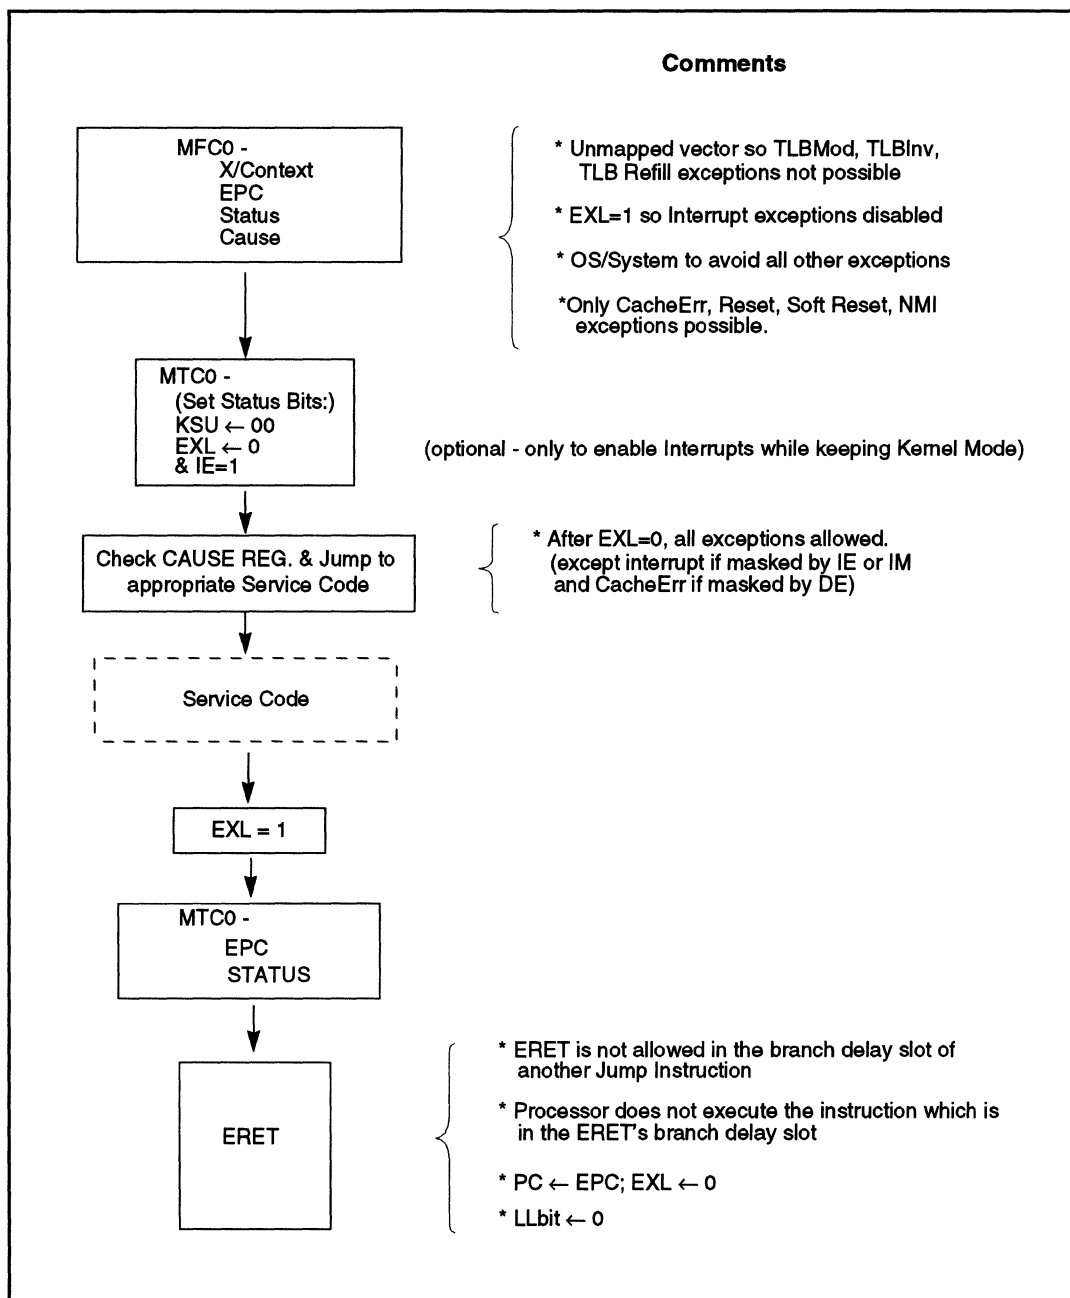 Comments
MFC0 -
X/Context
EPC
Status
Cause
* Unmapped vector so TLBMod, TLBInv,
TLB Refill exceptions not possible
* EXL=1 so Interrupt exceptions disabled
* OS/System to avoid all other exceptions
*Only CacheErr, Reset, Soft Reset, NMI
exceptions possible.
MTC0 -
(Set Status Bits:)
KSU ← 00
EXL ← 0
& IE=1
(optional - only to enable Interrupts while keeping Kernel Mode)
Check CAUSE REG. & Jump to
appropriate Service Code
* After EXL=0, all exceptions allowed.
(except interrupt if masked by IE or IM
and CacheErr if masked by DE)
Service Code
EXL = 1
MTC0 -
EPC
STATUS
ERET
* ERET is not allowed in the branch delay slot of
another Jump Instruction
* Processor does not execute the instruction which is
in the ERET's branch delay slot
* PC ← EPC; EXL ← 0
* LLbit ← 0